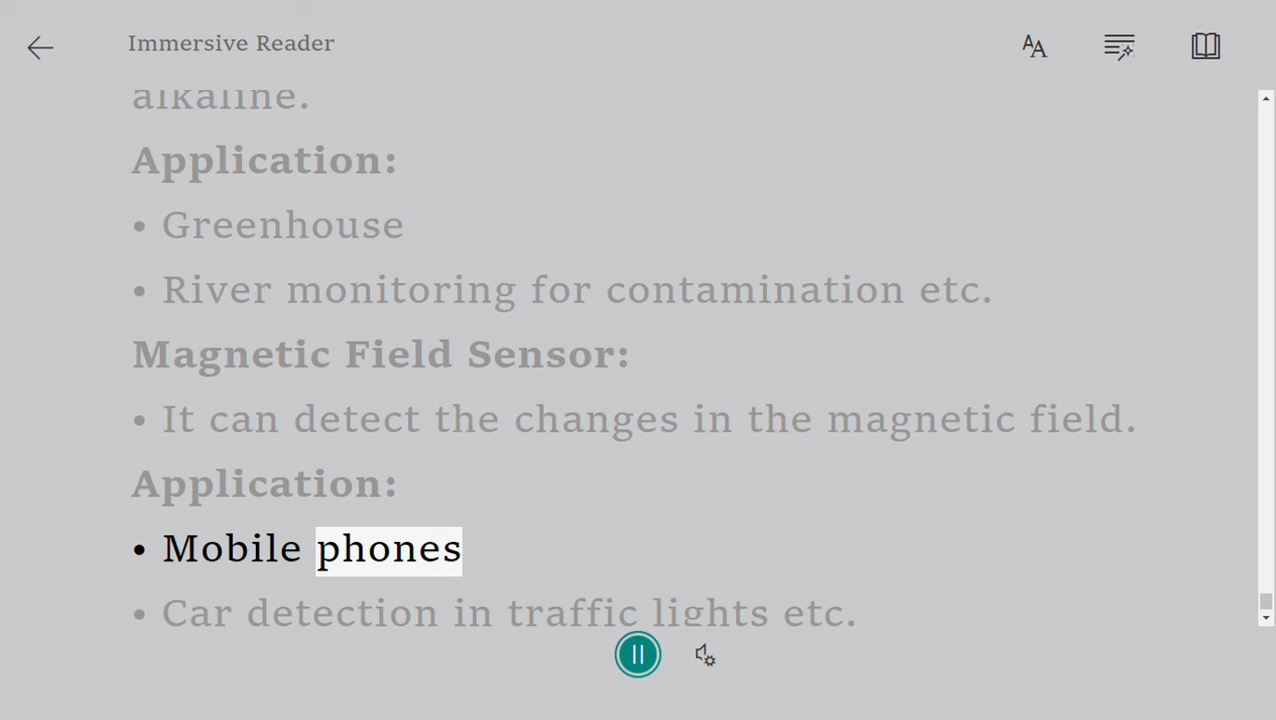 Immersive Reader
alkaline.
Application:
• Greenhouse
• River monitoring for contamination etc.
Magnetic Field Sensor:
• It can detect the changes in the magnetic field.
Application:
• Mobile phones
• Car detection in traffic lights etc.